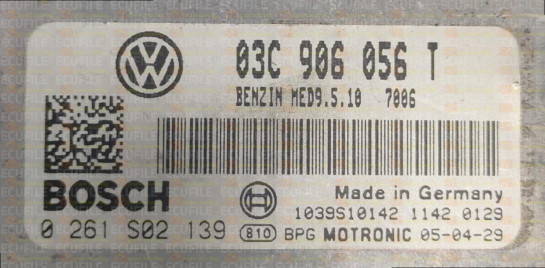 03C 906 056 T
BENZIN MED9.5.10 7006
BOSCH
Made in Germany
1039S10142 1142 0129
0 261 S02 139 810 BPG MOTRONIC 05-04-29